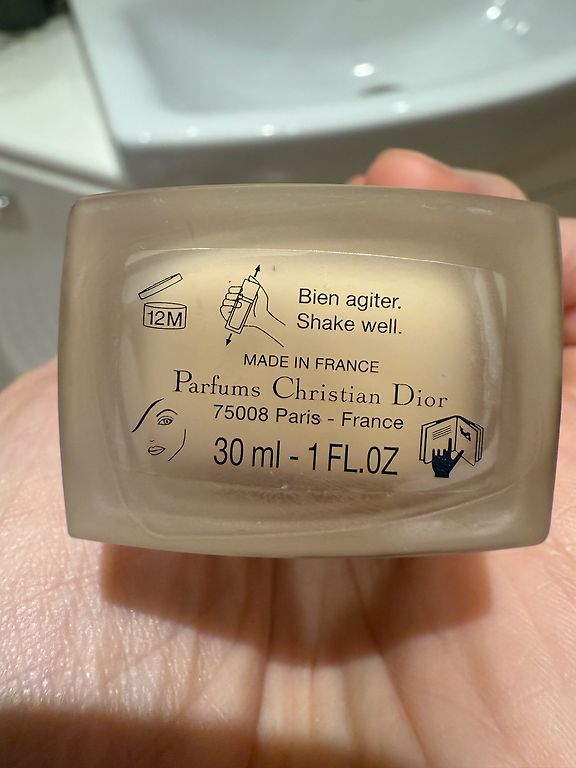 12M
Bien agiter.
Shake well.
MADE IN FRANCE
Parfums Christian Dior
75008 Paris - France
30 ml - 1 FL.OZ